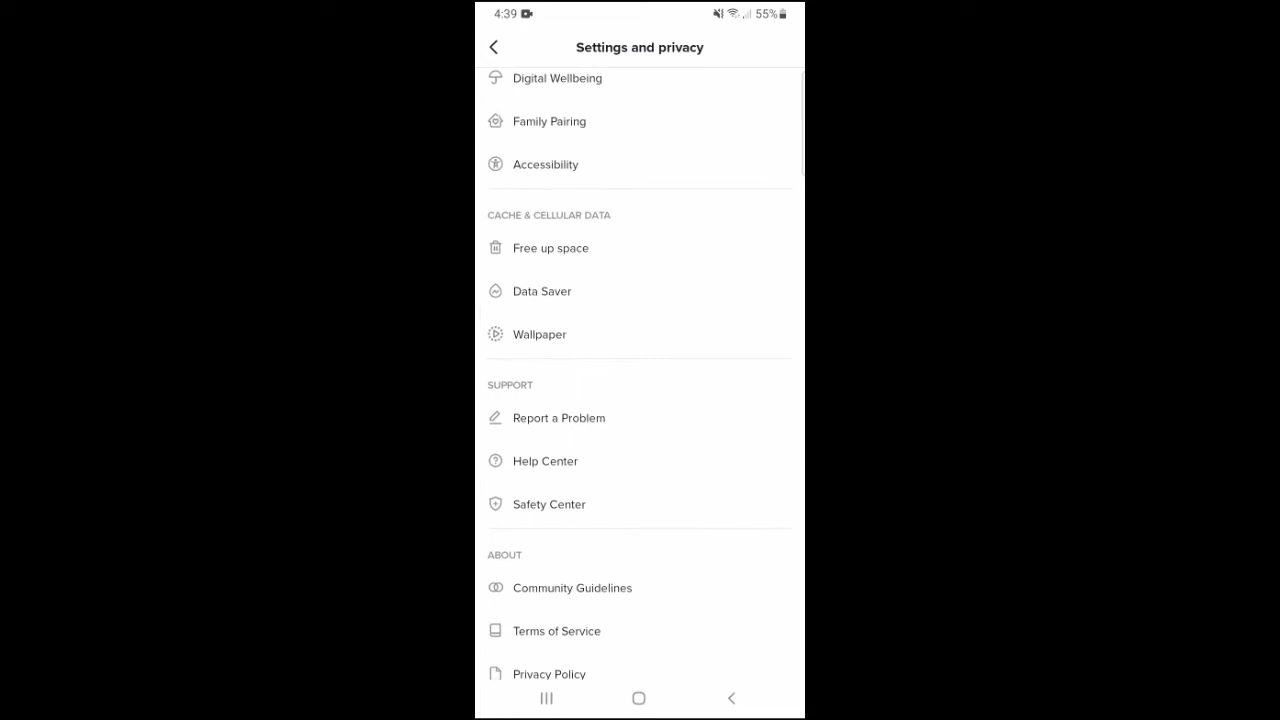 4:39
55%
Settings and privacy
Digital Wellbeing
Family Pairing
Accessibility
CACHE & CELLULAR DATA
Free up space
Data Saver
Wallpaper
SUPPORT
Report a Problem
Help Center
Safety Center
ABOUT
Community Guidelines
Terms of Service
Privacy Policy